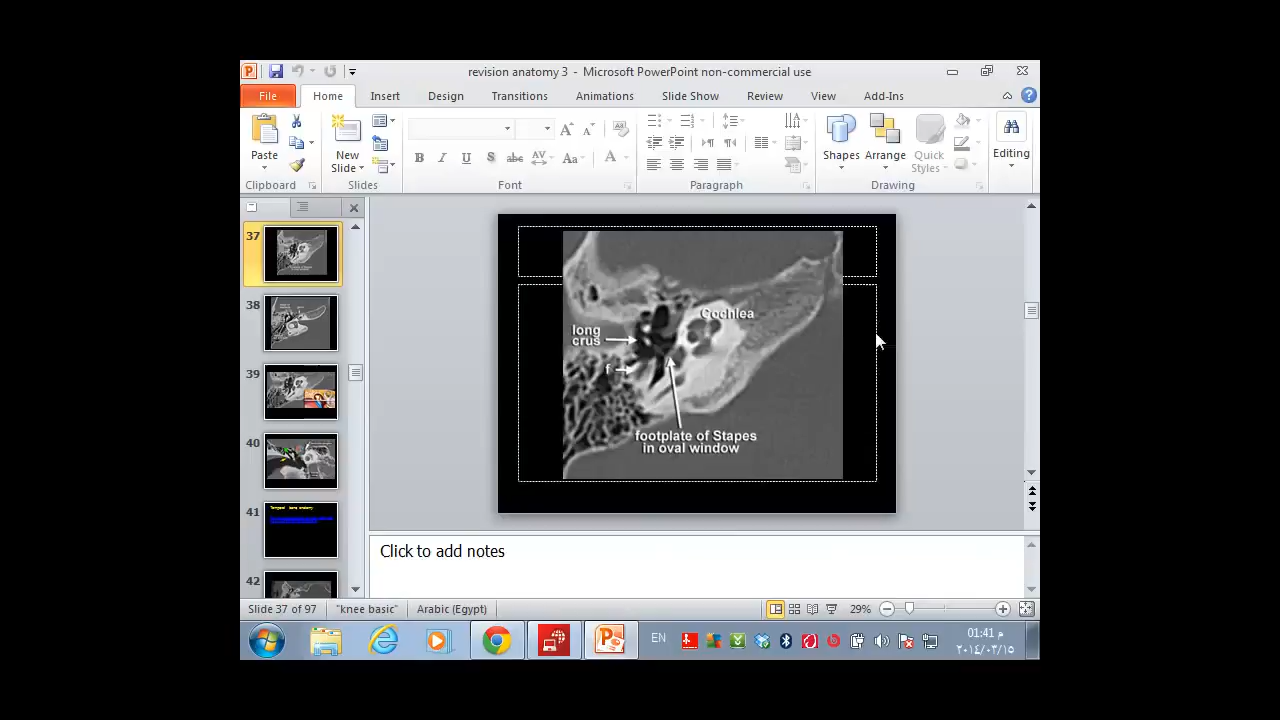 revision anatomy 3 - Microsoft PowerPoint non-commercial use
File
Home
Insert
Design
Transitions
Animations
Slide Show
Review
View
Add-Ins
Paste
New
Slide
Shapes
Arrange
Quick
Styles
Editing
Clipboard
Slides
Font
Paragraph
Drawing
37
38
39
40
41
42
Cochlea
long
crus
f
footplate of Stapes
in oval window
Click to add notes
Slide 37 of 97
"knee basic"
Arabic (Egypt)
29%
EN
01:41 م
٢٠١٤/٠٣/١٥